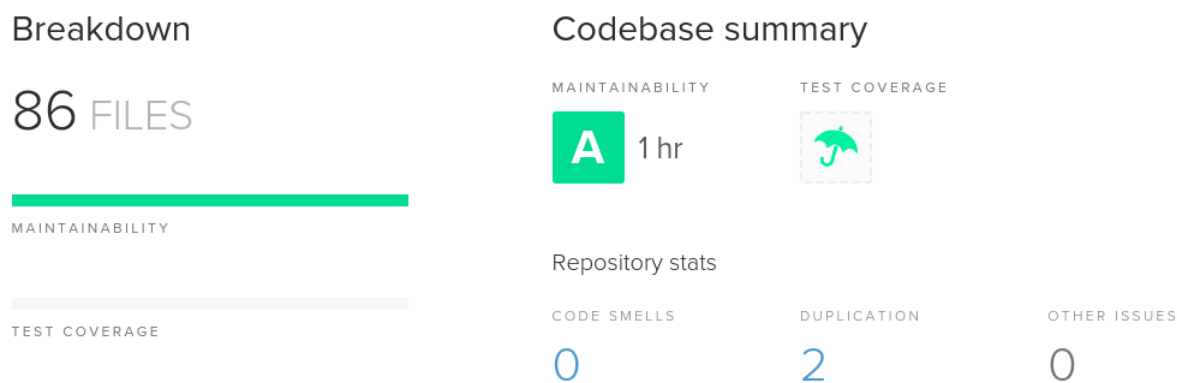 Breakdown
86 FILES
MAINTAINABILITY
TEST COVERAGE
Codebase summary
MAINTAINABILITY
A 1 hr
TEST COVERAGE
Repository stats
CODE SMELLS
0
DUPLICATION
2
OTHER ISSUES
0